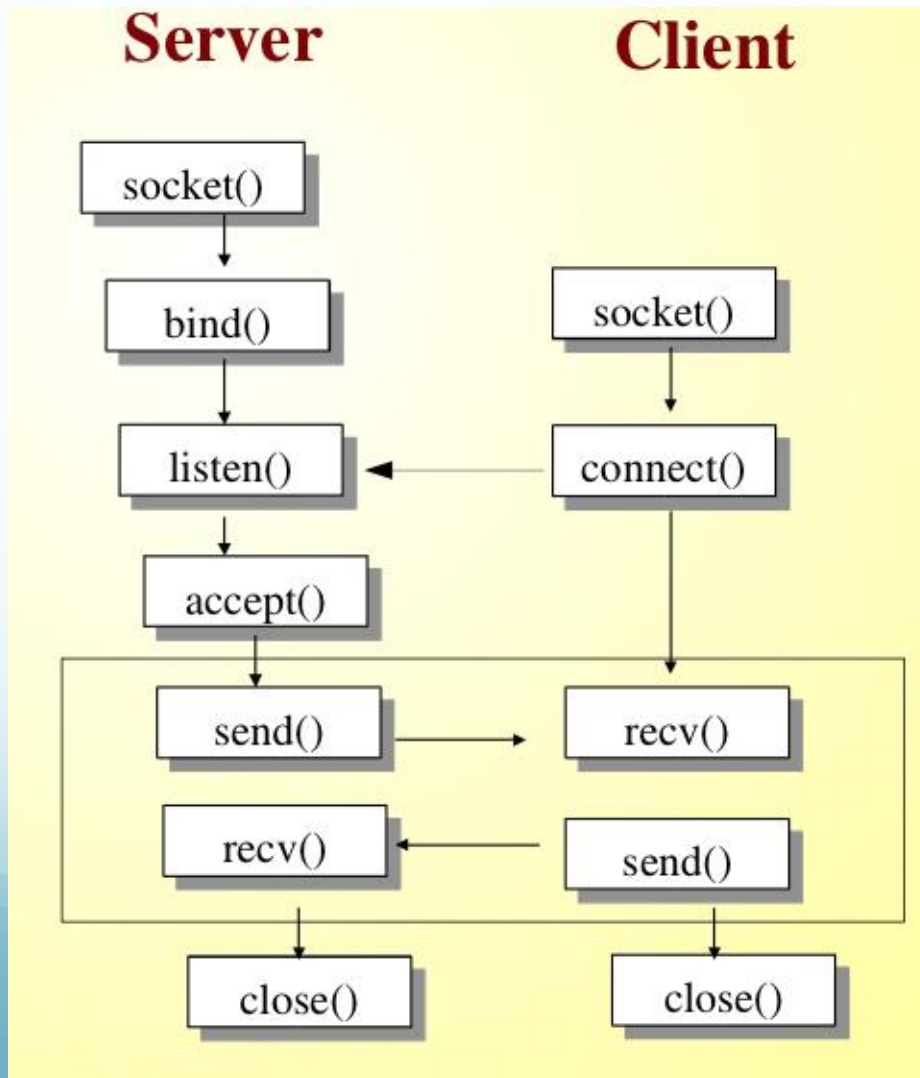 Server
Client
socket()
bind()
socket()
listen()
connect()
accept()
send()
recv()
recv()
send()
close()
close()